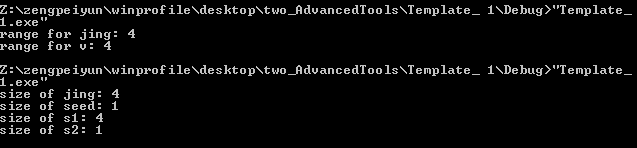 Z:\zengpeiyun\winprofile\desktop\two_AdvancedTools\Template_ 1\Debug>"Template_
1.exe"
range for jing: 4
range for v: 4
Z:\zengpeiyun\winprofile\desktop\two_AdvancedTools\Template_ 1\Debug>"Template_
1.exe"
size of jing: 4
size of seed: 1
size of s1: 4
size of s2: 1